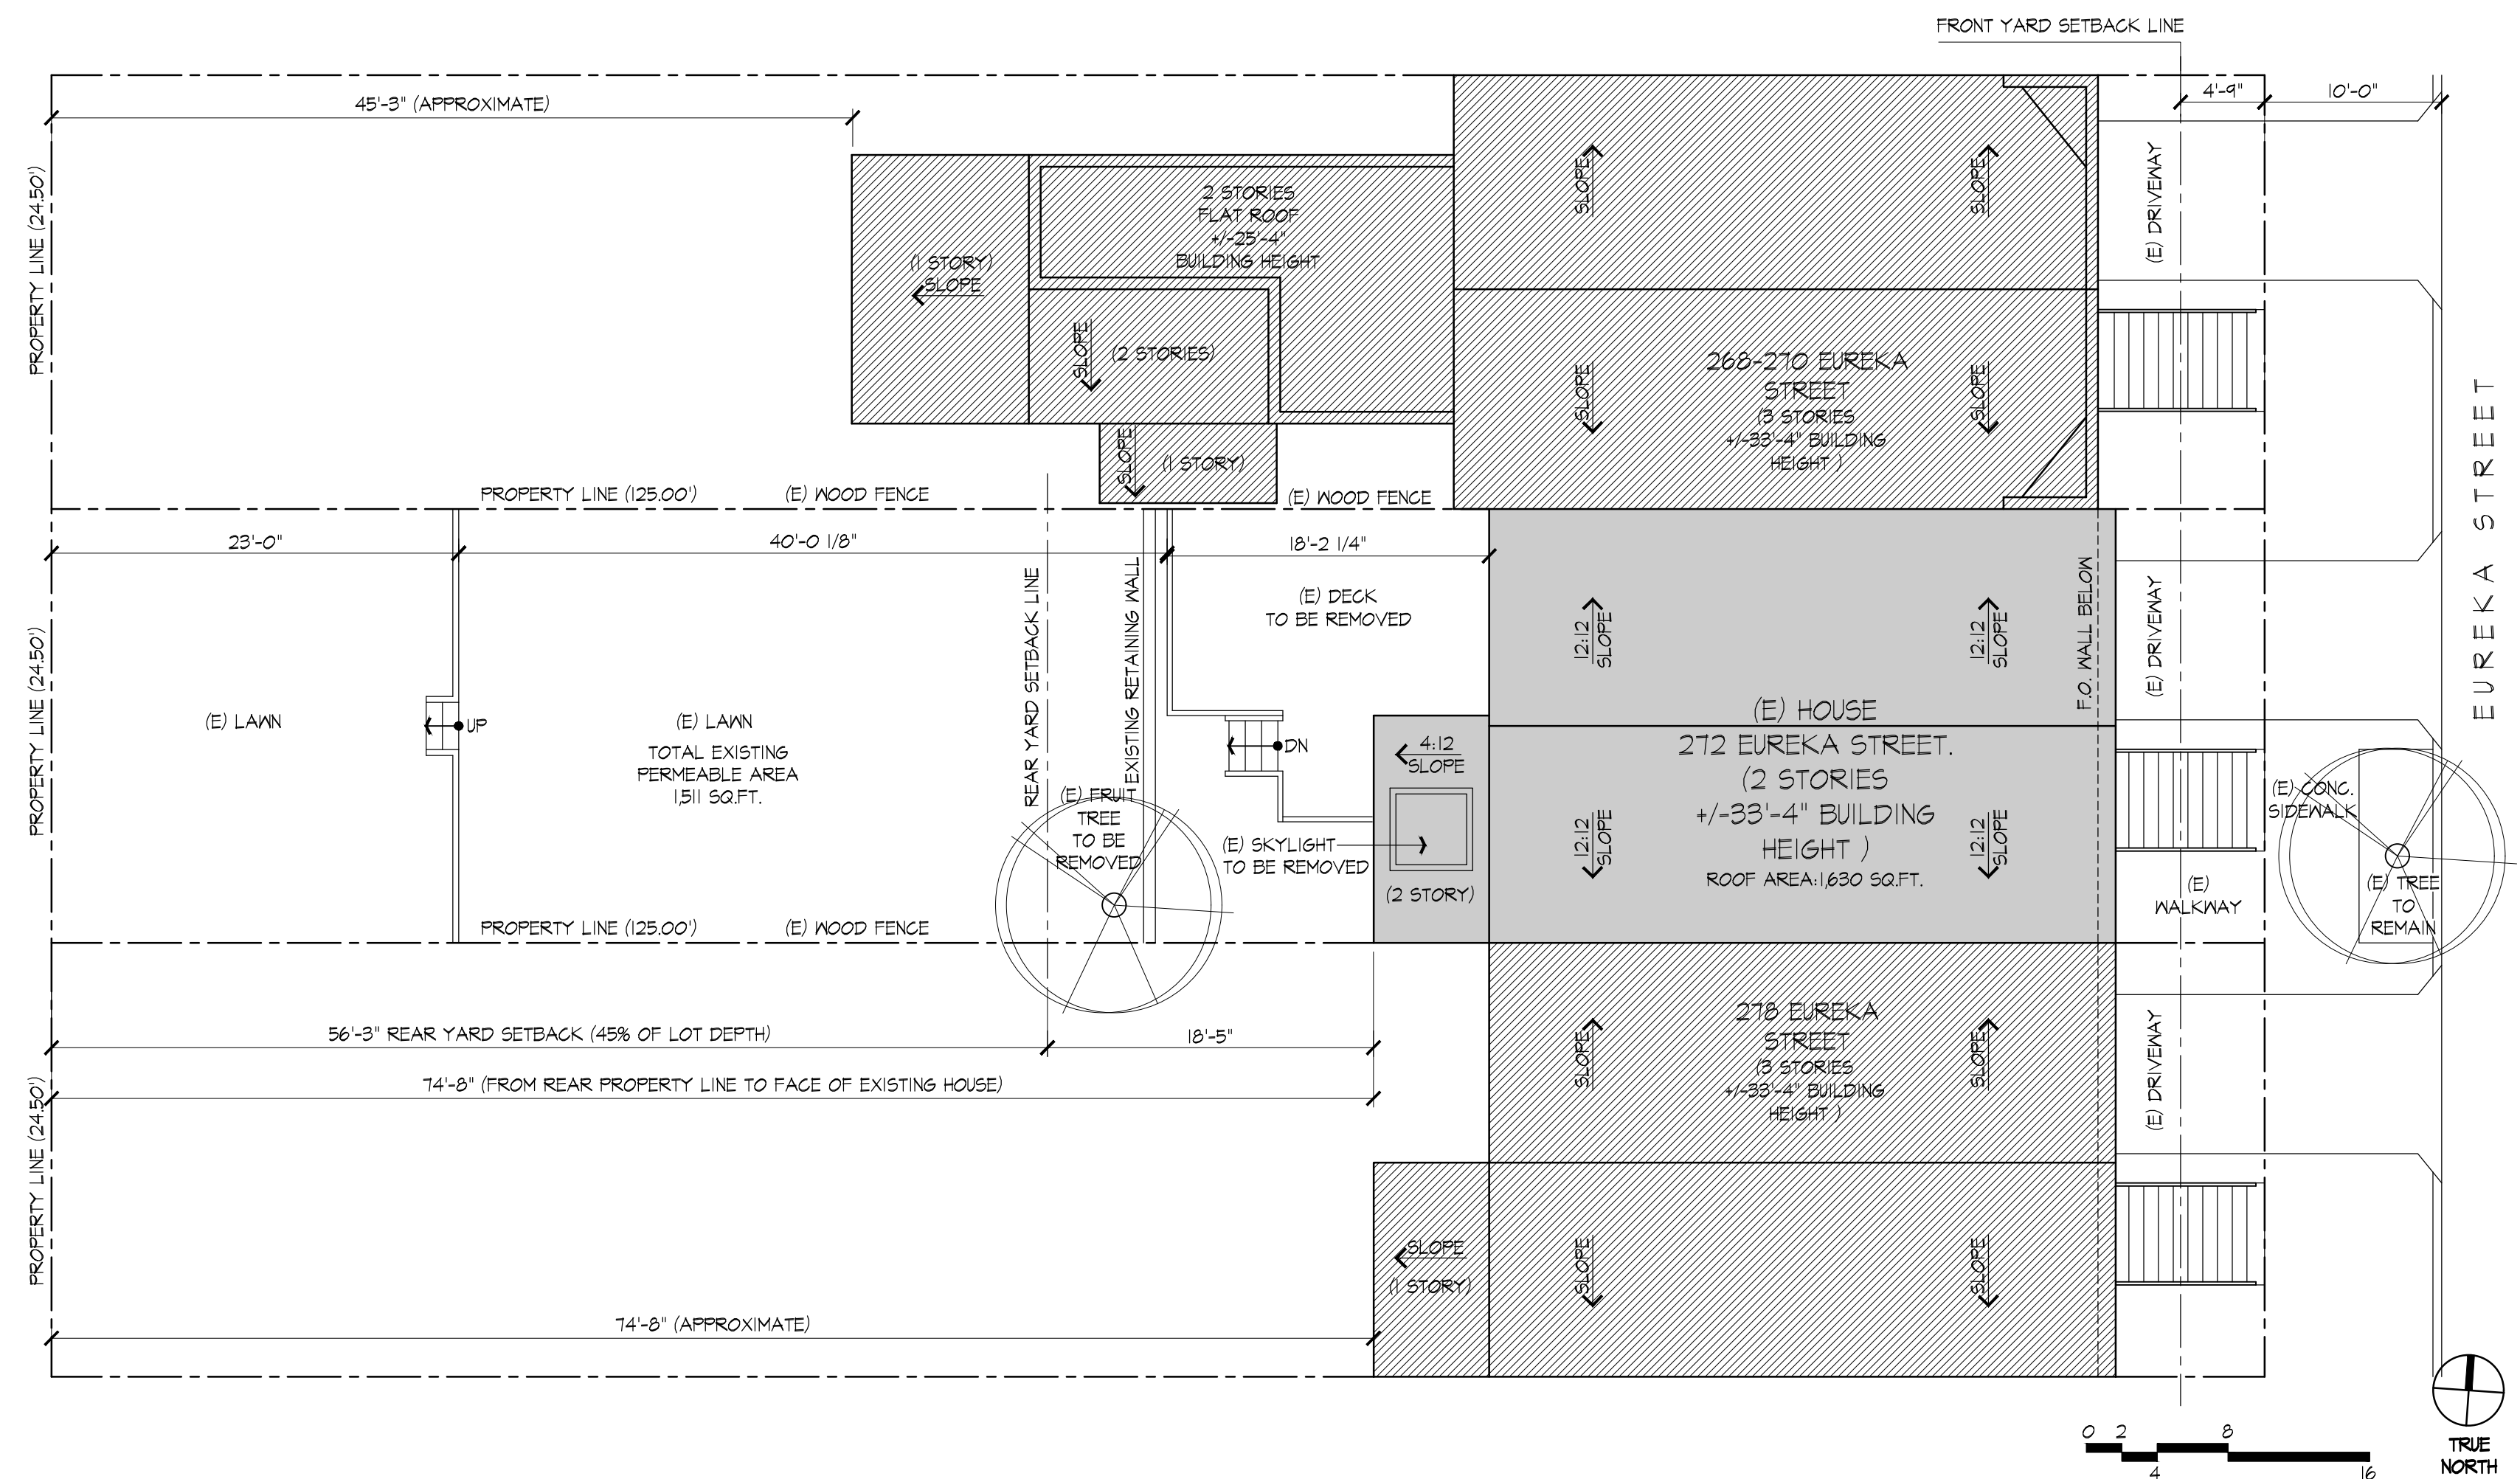 FRONT YARD SETBACK LINE
45'-3" (APPROXIMATE)
4'-9"
10'-0"
PROPERTY LINE (24.50')
2 STORIES
FLAT ROOF
+/-25'-4"
BUILDING HEIGHT
(1 STORY)
SLOPE
SLOPE
(2 STORIES)
SLOPE
(1 STORY)
SLOPE
SLOPE
SLOPE
SLOPE
268-270 EUREKA
STREET
(3 STORIES
+/-33'-4" BUILDING
HEIGHT )
(E) DRIVEWAY
EUREKA STREET
PROPERTY LINE (125.00')
(E) WOOD FENCE
(E) WOOD FENCE
23'-0"
40'-0 1/8"
18'-2 1/4"
PROPERTY LINE (24.50')
(E) LAWN
UP
(E) LAWN
TOTAL EXISTING
PERMEABLE AREA
1,511 SQ.FT.
REAR YARD SETBACK LINE
EXISTING RETAINING WALL
(E) DECK
TO BE REMOVED
DN
(E) FRUIT
TREE
TO BE
REMOVED
(E) SKYLIGHT
TO BE REMOVED
4:12
SLOPE
(2 STORY)
12:12
SLOPE
12:12
SLOPE
12:12
SLOPE
12:12
SLOPE
(E) HOUSE
272 EUREKA STREET.
(2 STORIES
+/-33'-4" BUILDING
HEIGHT )
ROOF AREA:1,630 SQ.FT.
F.O. WALL BELOW
(E) DRIVEWAY
(E)
WALKWAY
(E) CONC.
SIDEWALK
(E) TREE
TO
REMAIN
PROPERTY LINE (125.00')
(E) WOOD FENCE
56'-3" REAR YARD SETBACK (45% OF LOT DEPTH)
18'-5"
74'-8" (FROM REAR PROPERTY LINE TO FACE OF EXISTING HOUSE)
PROPERTY LINE (24.50')
278 EUREKA
STREET
(3 STORIES
+/-33'-4" BUILDING
HEIGHT )
SLOPE
SLOPE
SLOPE
SLOPE
(E) DRIVEWAY
SLOPE
(1 STORY)
74'-8" (APPROXIMATE)
0 2 8
4 16
TRUE
NORTH